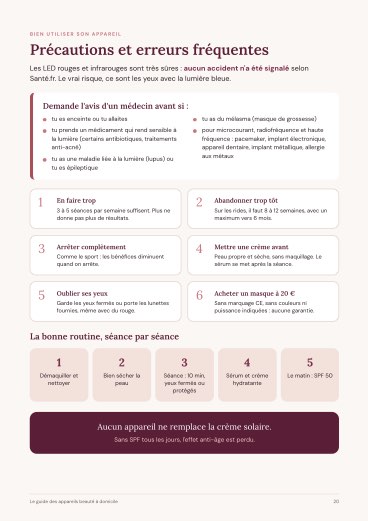 BIEN UTILISER SON APPAREIL
Précautions et erreurs fréquentes
Les LED rouges et infrarouges sont très sûres : aucun accident n'a été signalé selon
Santé.fr. Le vrai risque, ce sont les yeux avec la lumière bleue.
Demande l'avis d'un médecin avant si :
tu es enceinte ou tu allaites
tu prends un médicament qui rend sensible à
la lumière (certains antibiotiques, traitements
anti-acné)
tu as une maladie liée à la lumière (lupus) ou
tu es épileptique
tu as du mélasma (masque de grossesse)
pour microcourant, radiofréquence et haute
fréquence : pacemaker, implant électronique,
appareil dentaire, implant métallique, allergie
aux métaux
1
En faire trop
3 à 5 séances par semaine suffisent. Plus ne
donne pas plus de résultats.
2
Abandonner trop tôt
Sur les rides, il faut 8 à 12 semaines, avec un
maximum vers 6 mois.
3
Arrêter complètement
Comme le sport : les bénéfices diminuent
quand on arrête.
4
Mettre une crème avant
Peau propre et sèche, sans maquillage. Le
sérum se met après la séance.
5
Oublier ses yeux
Garde les yeux fermés ou porte les lunettes
fournies, même avec du rouge.
6
Acheter un masque à 20 €
Sans marquage CE, sans couleurs ni
puissance indiquées : aucune garantie.
La bonne routine, séance par séance
1
Démaquiller et
nettoyer
2
Bien sécher la
peau
3
Séance : 10 min,
yeux fermés ou
protégés
4
Sérum et crème
hydratante
5
Le matin : SPF 50
Aucun appareil ne remplace la crème solaire.
Sans SPF tous les jours, l'effet anti-âge est perdu.
Le guide des appareils beauté à domicile
20